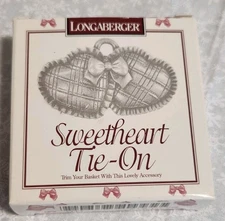 LONGABERGER
Sweetheart
Tie-On
Trim Your Basket With This Lovely Accessory